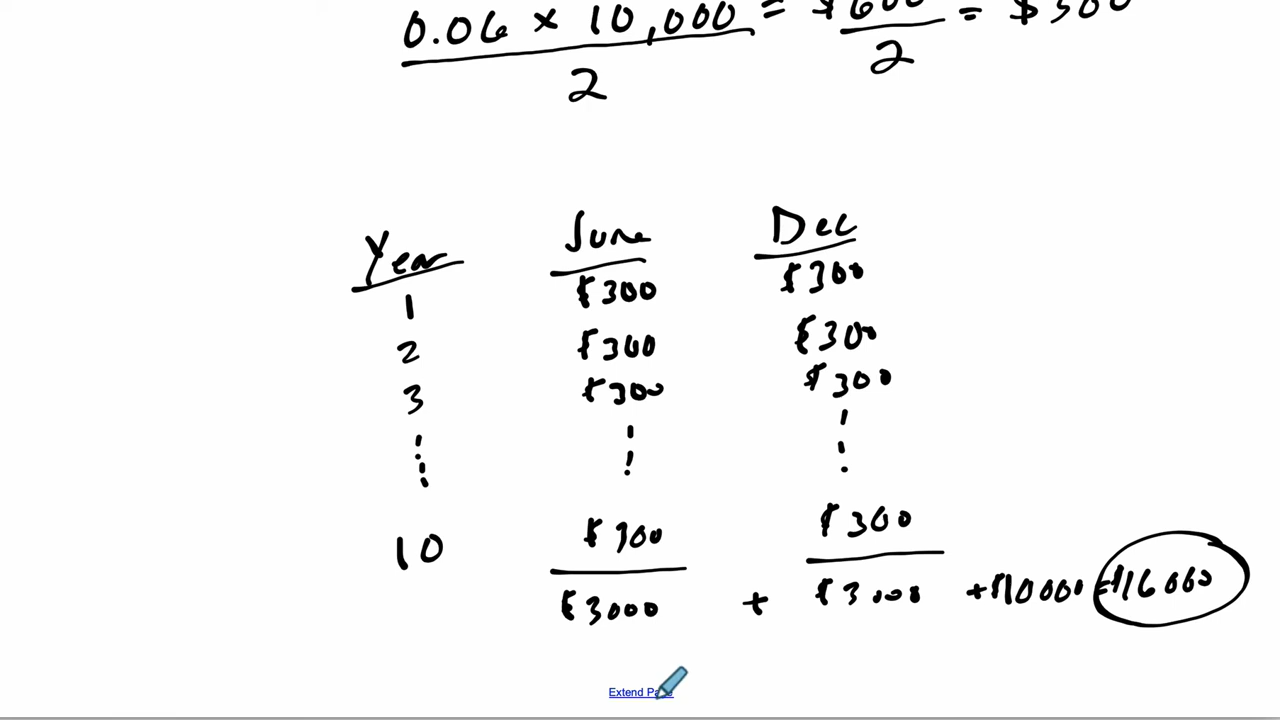 0.06 × 10,000 = $600 = $300
2 2
Year June Dec
1 $300 $300
2 $300 $300
3 $300 $300
10 $300 $300
$3000 + $3000 + $10000 = $16000
Extend Page